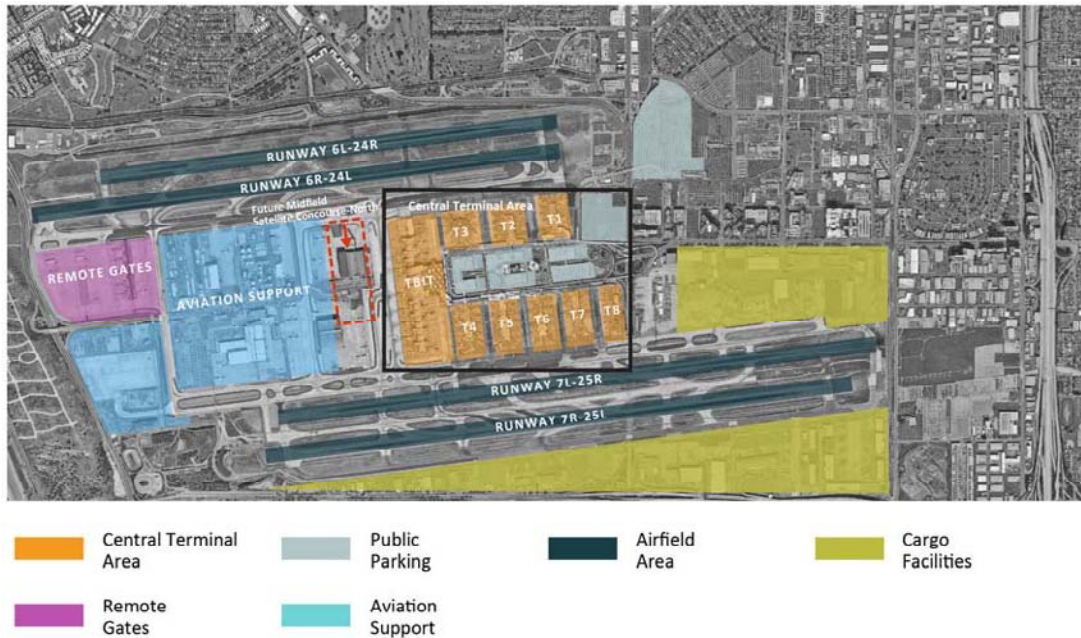 RUNWAY 6L-24R
RUNWAY 6R-24L
Future Midfield
Satellite Concourse-North
Central Terminal Area
T3
T2
T1
REMOTE GATES
AVIATION SUPPORT
TBIT
T4
T5
T6
T7
T8
RUNWAY 7L-25R
RUNWAY 7R-25L
Central Terminal
Area
Public
Parking
Airfield
Area
Cargo
Facilities
Remote
Gates
Aviation
Support